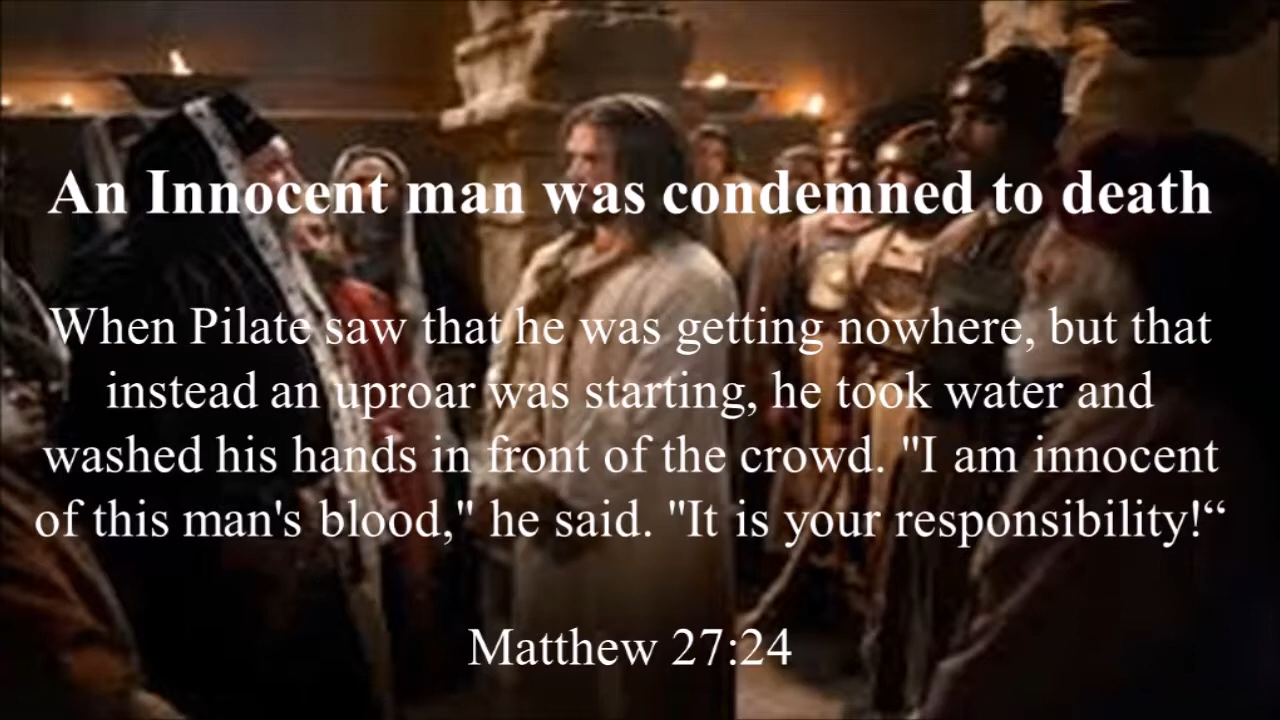 An Innocent man was condemned to death
When Pilate saw that he was getting nowhere, but that
instead an uproar was starting, he took water and
washed his hands in front of the crowd. "I am innocent
of this man's blood," he said. "It is your responsibility!“
Matthew 27:24